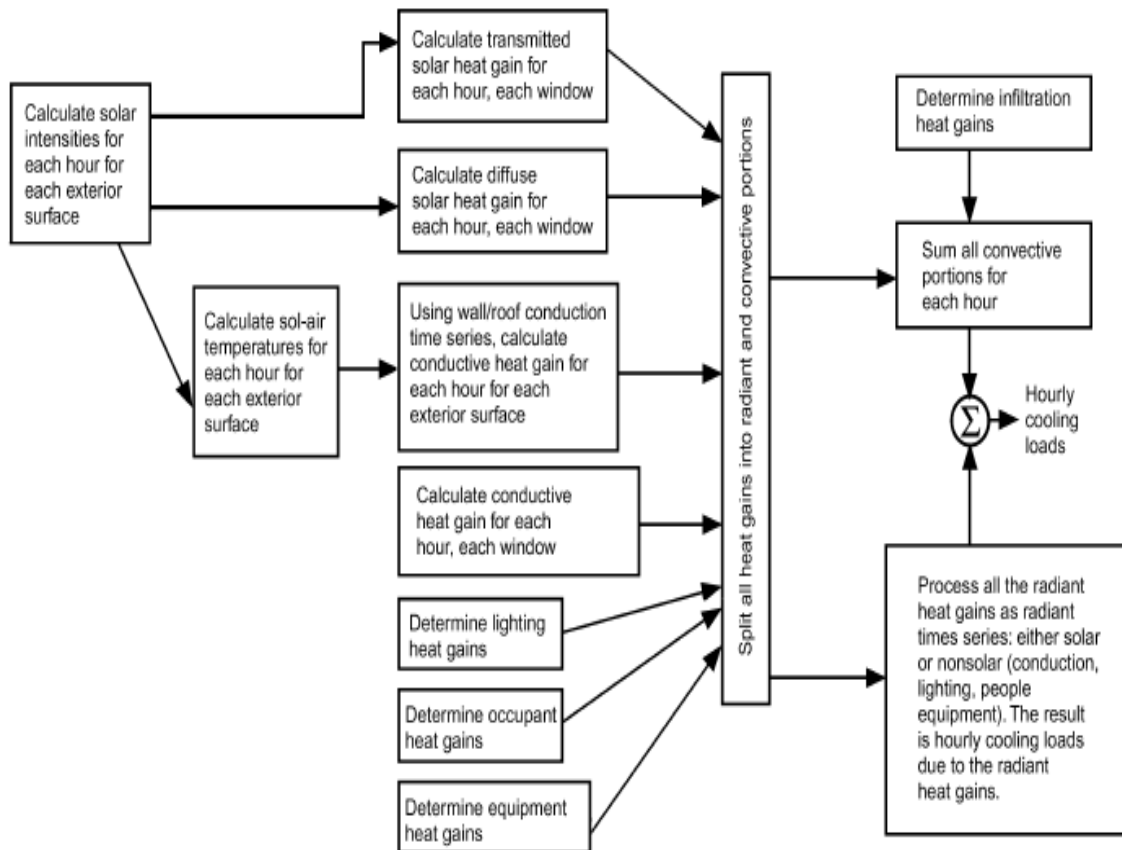 Calculate solar
intensities for
each hour for
each exterior
surface
Calculate transmitted
solar heat gain for
each hour, each window
Calculate diffuse
solar heat gain for
each hour, each window
Calculate sol-air
temperatures for
each hour for
each exterior
surface
Using wall/roof conduction
time series, calculate
conductive heat gain for
each hour for each
exterior surface
Calculate conductive
heat gain for each
hour, each window
Determine lighting
heat gains
Determine occupant
heat gains
Determine equipment
heat gains
Split all heat gains into radiant and convective portions
Determine infiltration
heat gains
Sum all convective
portions for
each hour
Σ
Hourly
cooling
loads
Process all the radiant
heat gains as radiant
times series: either solar
or nonsolar (conduction,
lighting, people
equipment). The result
is hourly cooling loads
due to the radiant
heat gains.